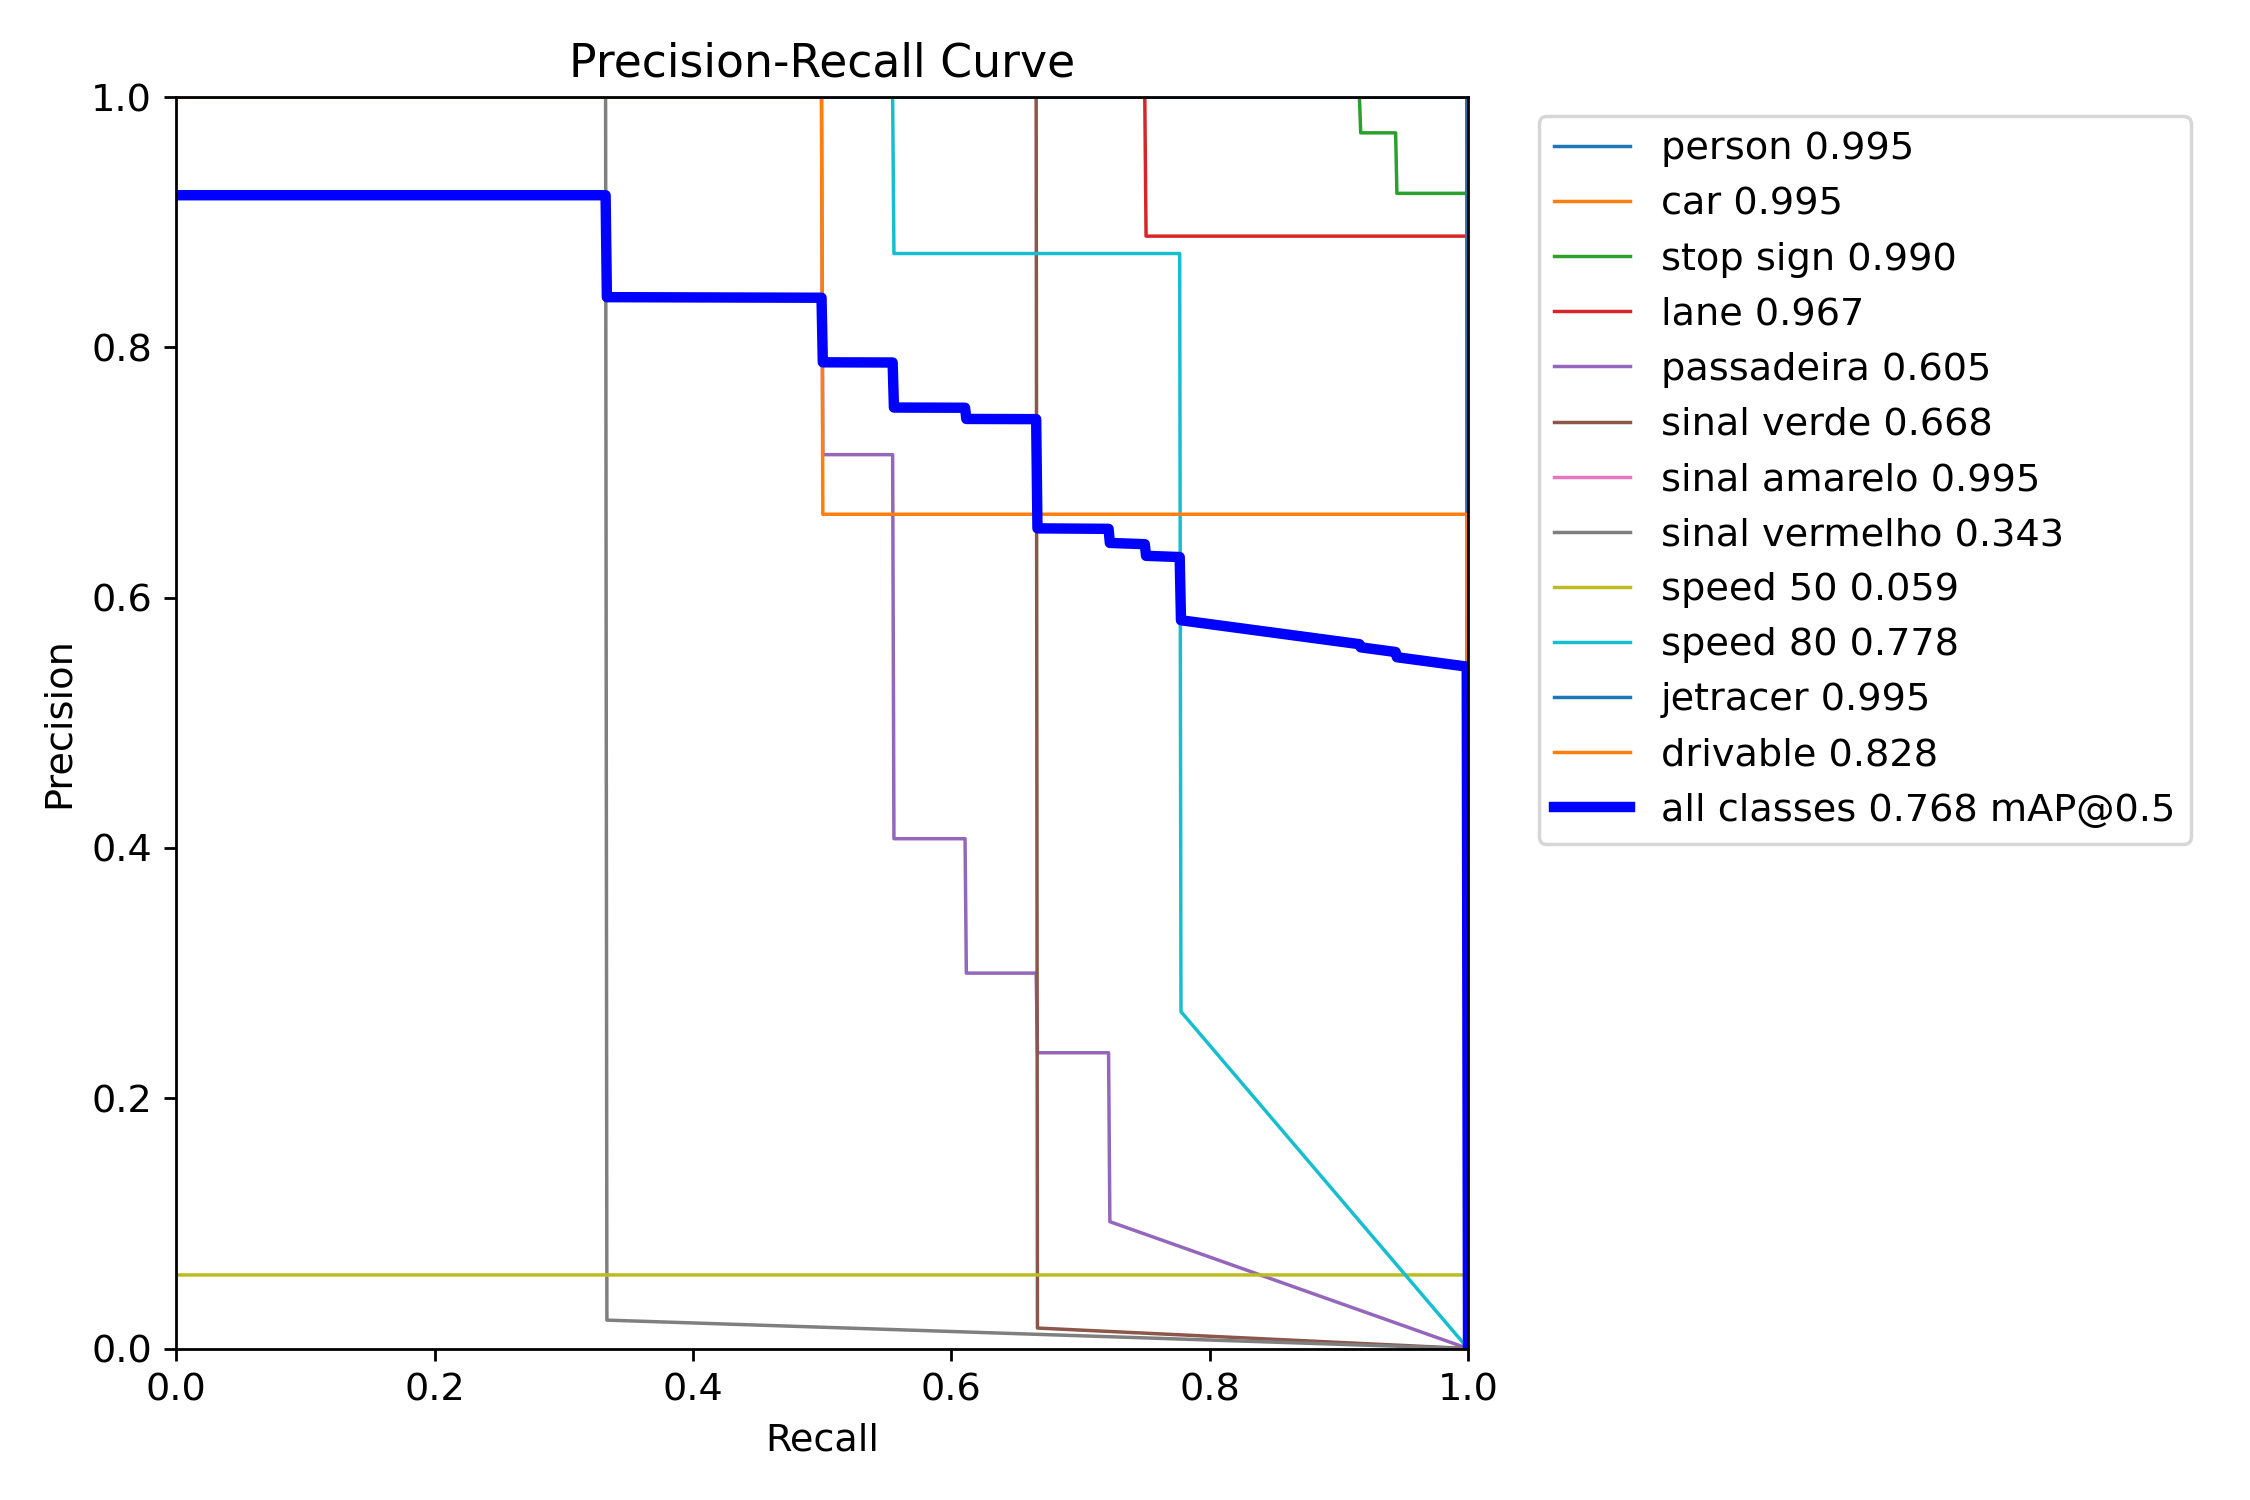 Precision-Recall Curve
1.0
0.8
0.6
0.4
0.2
0.0
Precision
0.0 0.2 0.4 0.6 0.8 1.0
Recall
person 0.995
car 0.995
stop sign 0.990
lane 0.967
passadeira 0.605
sinal verde 0.668
sinal amarelo 0.995
sinal vermelho 0.343
speed 50 0.059
speed 80 0.778
jetracer 0.995
drivable 0.828
all classes 0.768 mAP@0.5